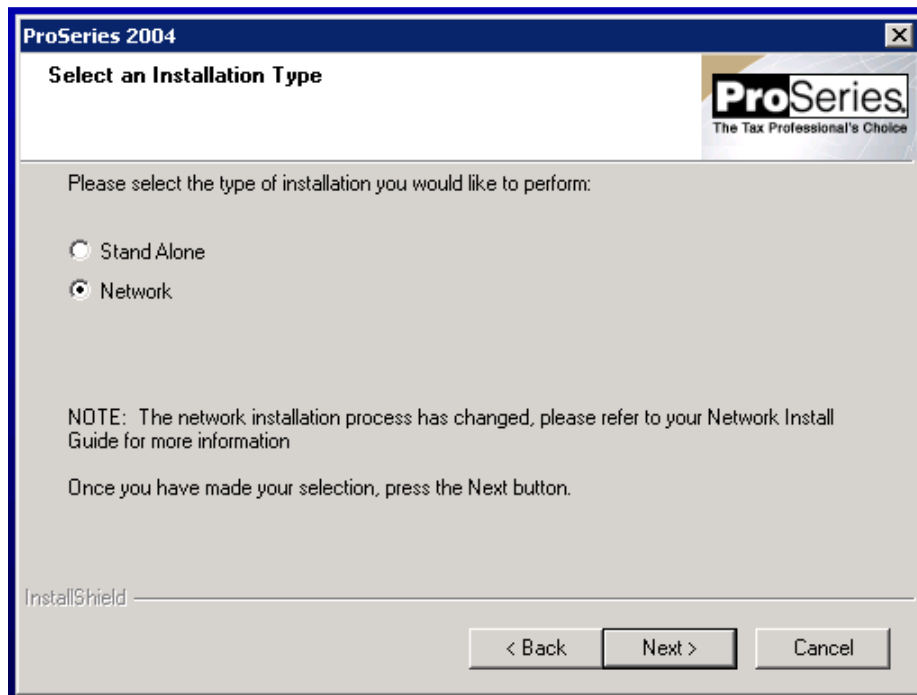 ProSeries 2004
Select an Installation Type
ProSeries.
The Tax Professional's Choice
Please select the type of installation you would like to perform:
Stand Alone
Network
NOTE:  The network installation process has changed, please refer to your Network Install
Guide for more information
Once you have made your selection, press the Next button.
InstallShield
< Back
Next >
Cancel